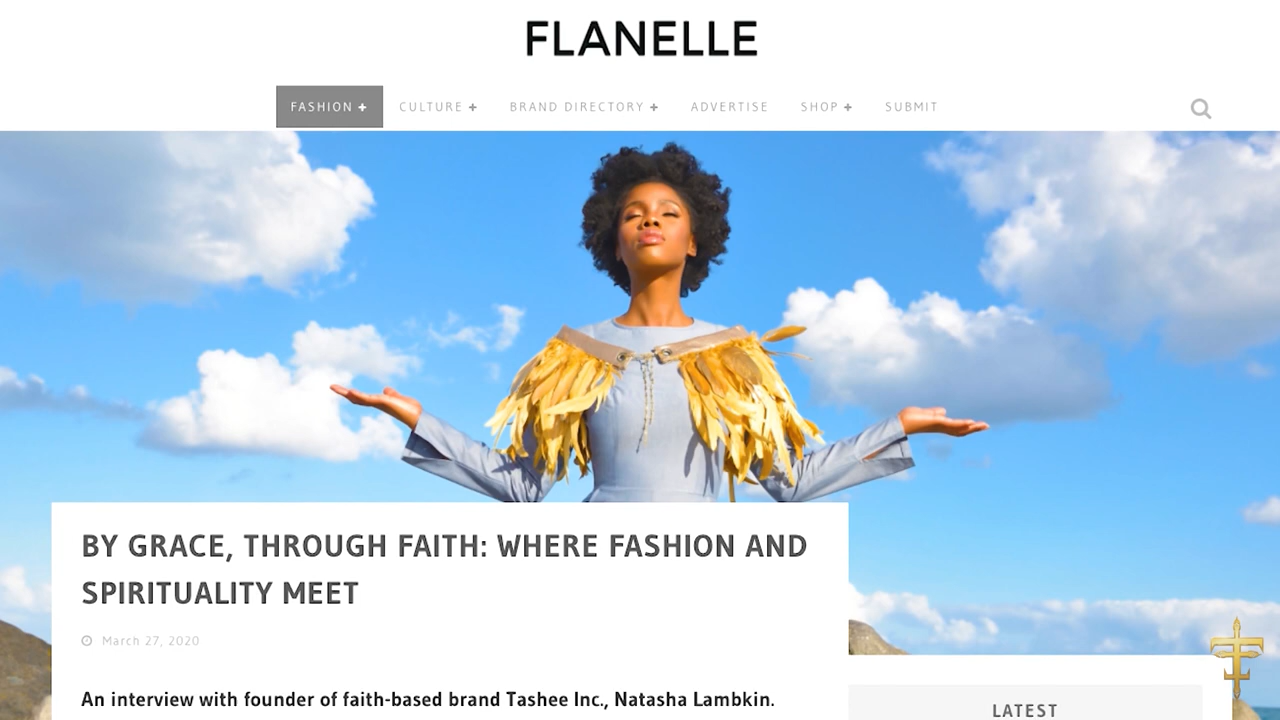 FLANELLE
FASHION + CULTURE + BRAND DIRECTORY + ADVERTISE SHOP + SUBMIT
BY GRACE, THROUGH FAITH: WHERE FASHION AND
SPIRITUALITY MEET
March 27, 2020
An interview with founder of faith-based brand Tashee Inc., Natasha Lambkin.
LATEST